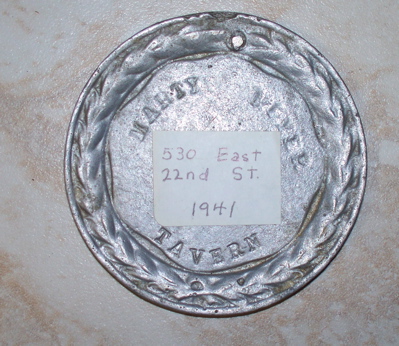 MARTY
530 East
22nd St.
1941
TAVERN